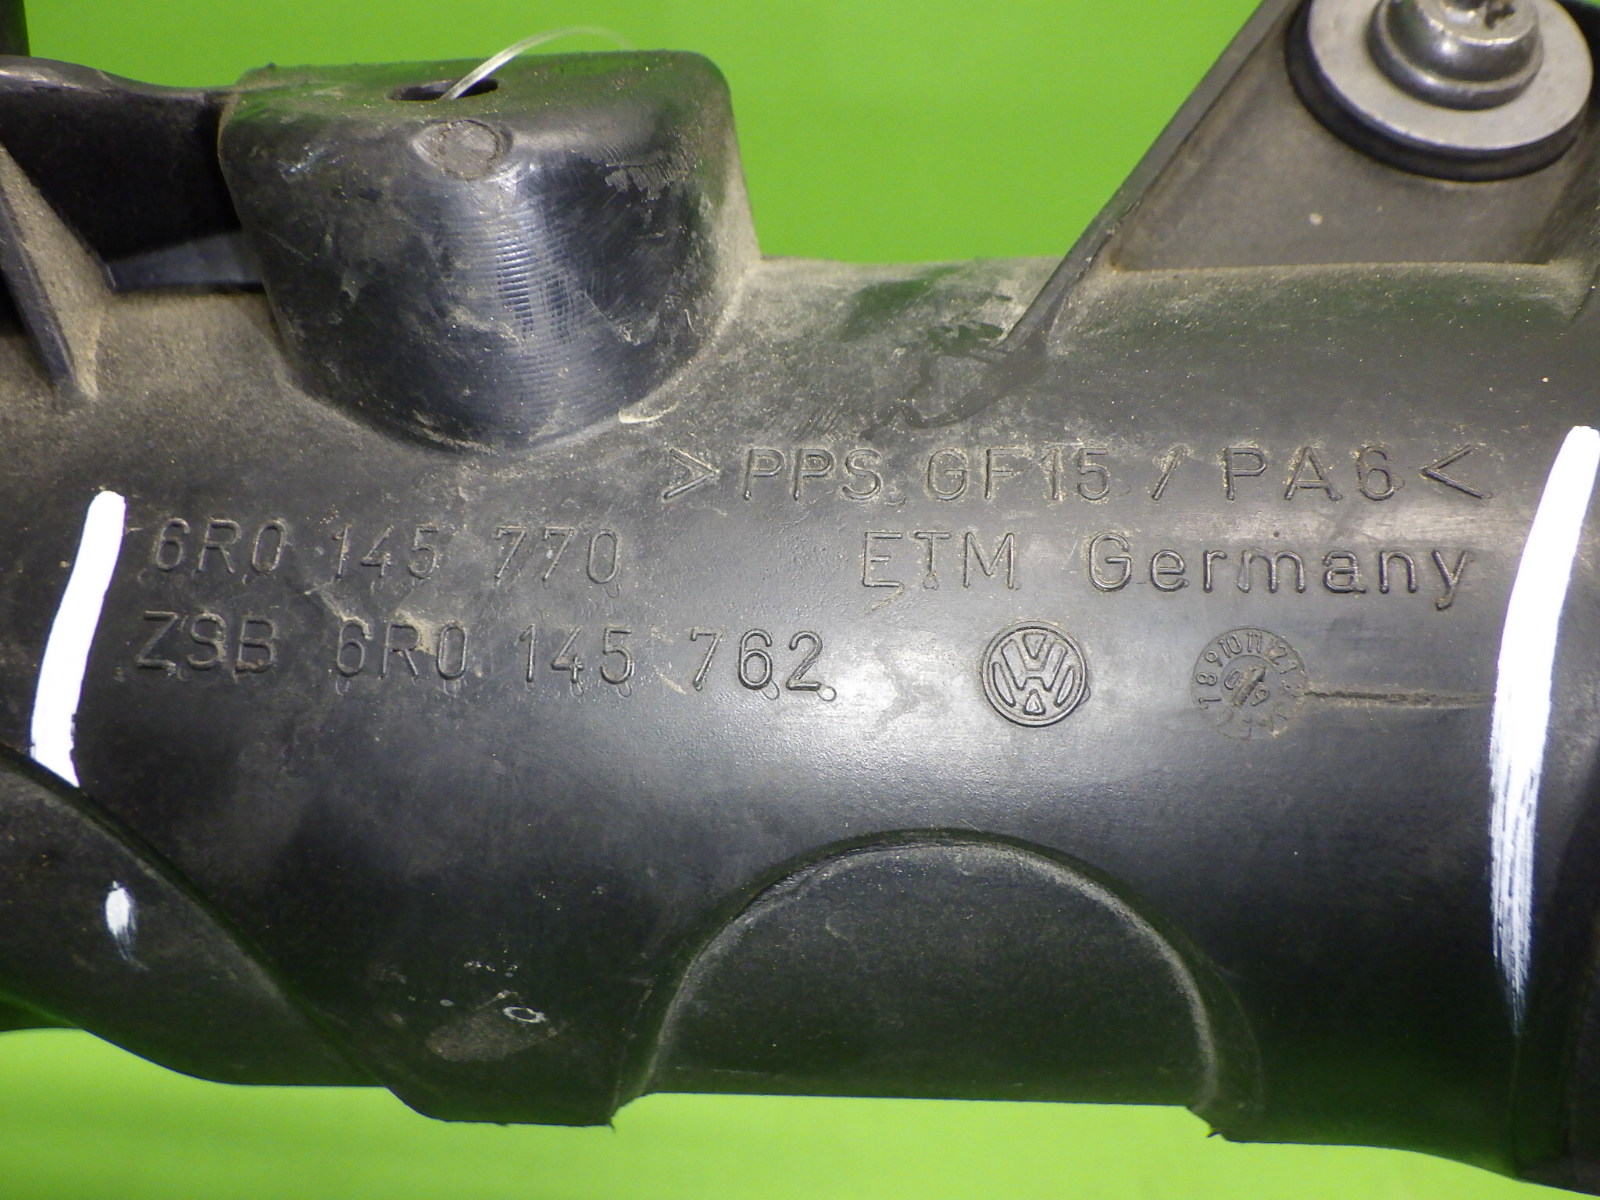 > PPS GF15 / PA6 <
6R0 145 770
ETM Germany
ZSB 6R0 145 762